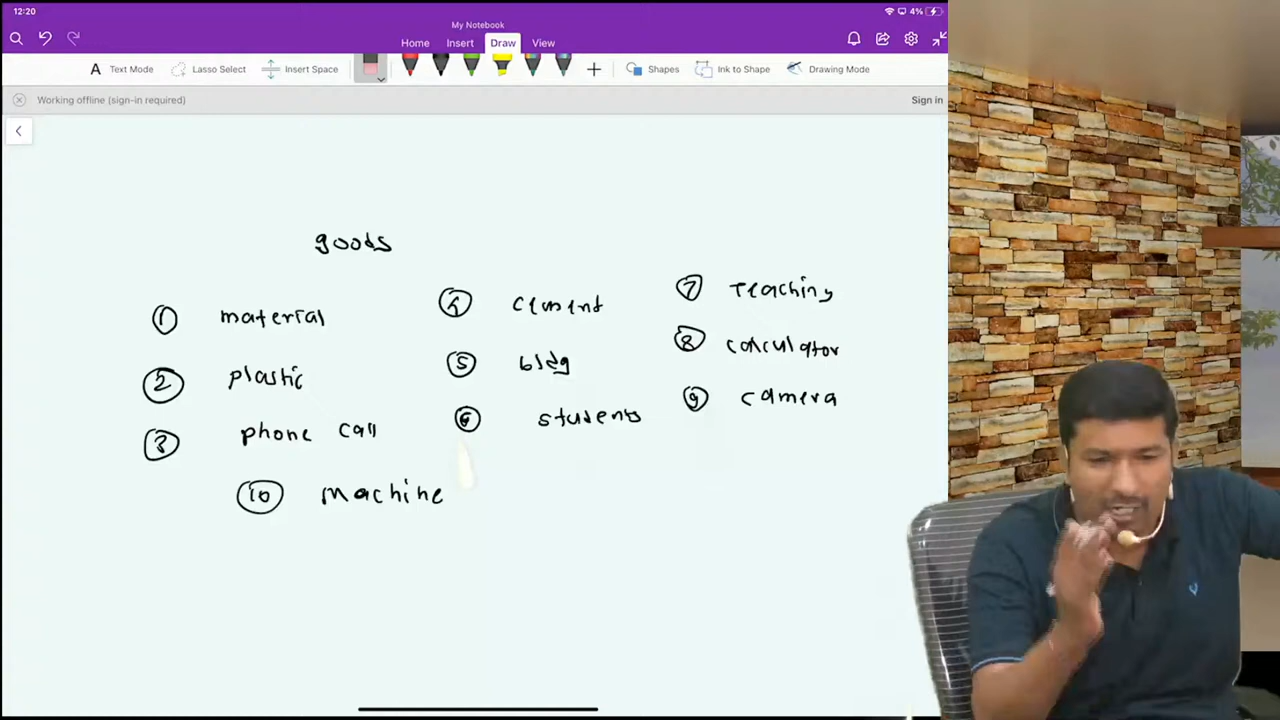 12:20
4%
My Notebook
Home Insert Draw View
Text Mode Lasso Select Insert Space Shapes Ink to Shape Drawing Mode
Working offline (sign-in required) Sign in
goods
1 material
2 plastic
3 phone call
10 machine
4 cement
5 bldg
6 students
7 Teaching
8 calculator
9 camera